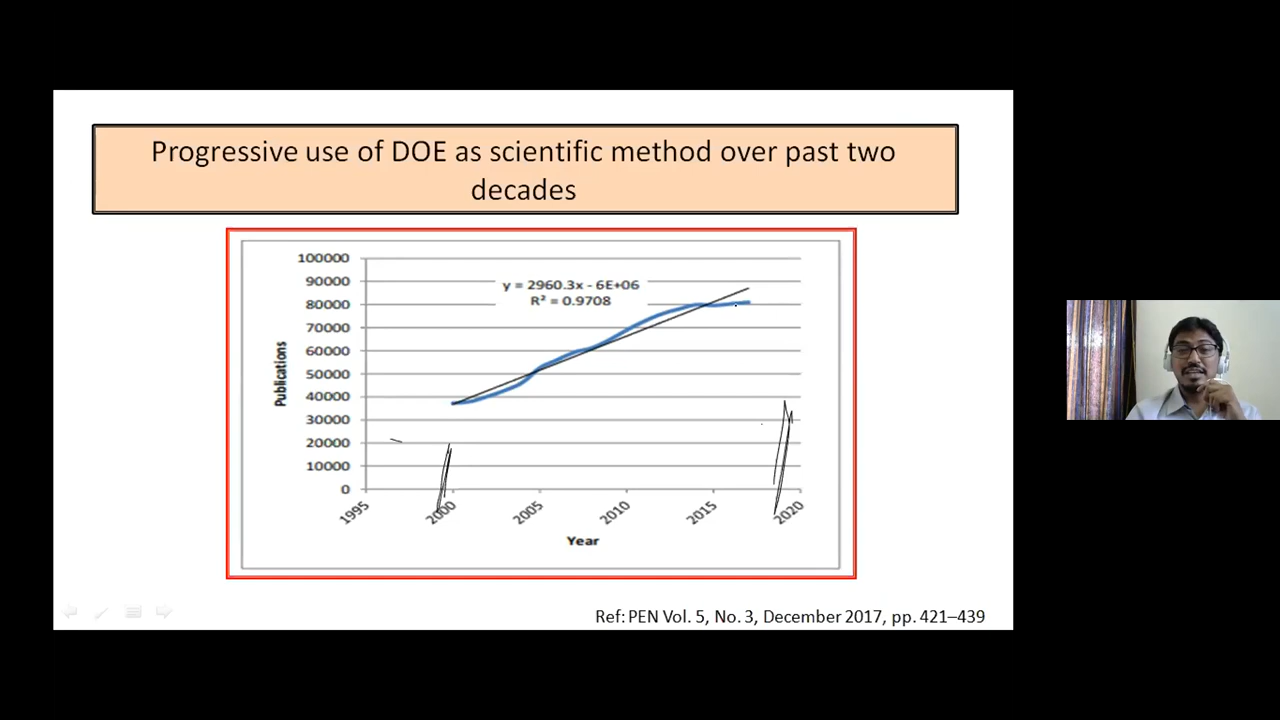 Progressive use of DOE as scientific method over past two
decades
100000
90000
80000
70000
60000
50000
40000
30000
20000
10000
0
y = 2960.3x - 6E+06
R² = 0.9708
Publications
1995
2000
2005
2010
2015
2020
Year
Ref: PEN Vol. 5, No. 3, December 2017, pp. 421–439